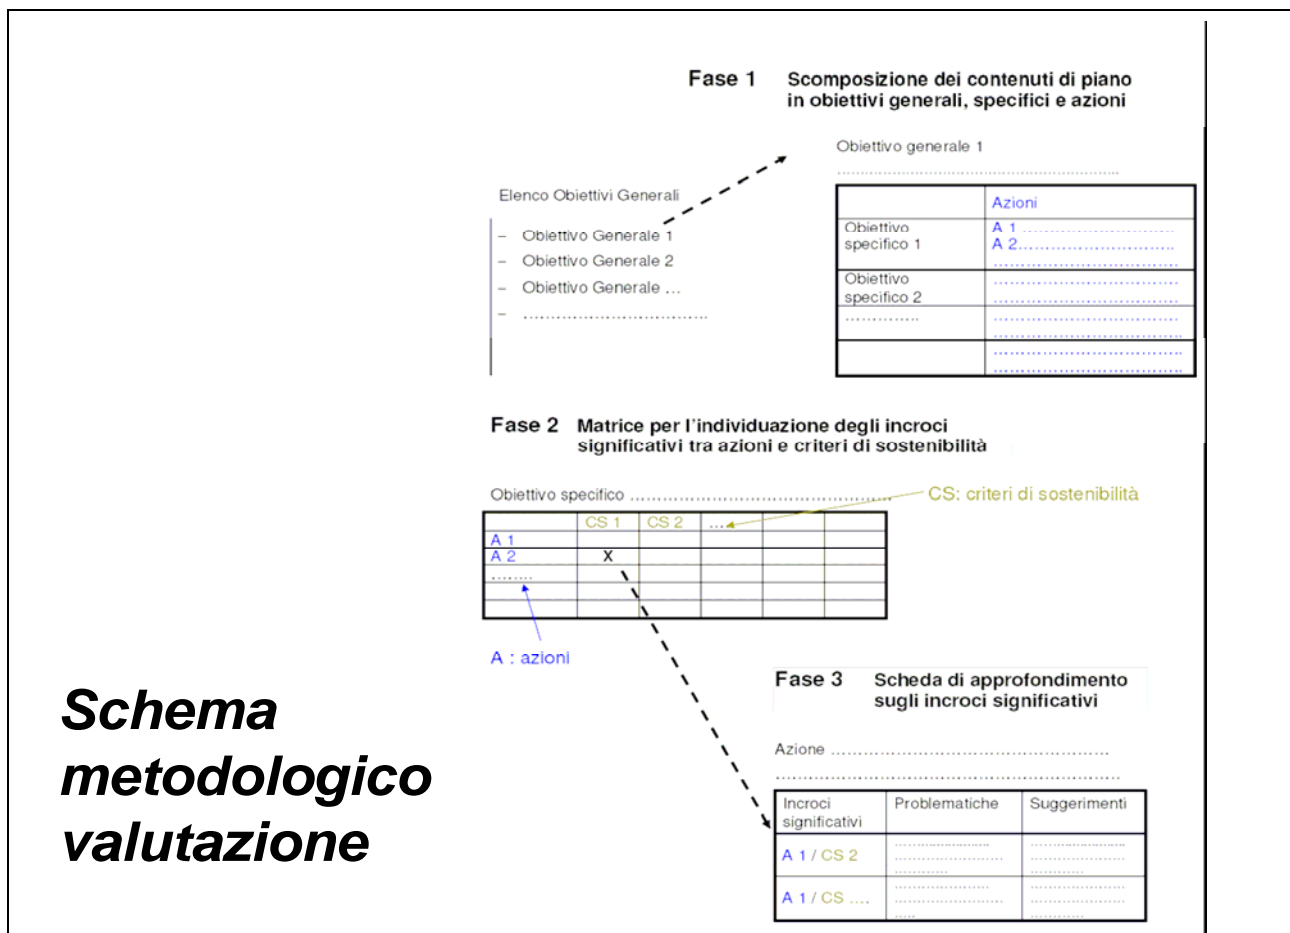 Fase 1 Scomposizione dei contenuti di piano
in obiettivi generali, specifici e azioni
Obiettivo generale 1
.............................................................
Elenco Obiettivi Generali
– Obiettivo Generale 1
– Obiettivo Generale 2
– Obiettivo Generale ...
– ..................................
Azioni
Obiettivo
specifico 1
A 1 ..............................
A 2..............................
..................................
Obiettivo
specifico 2
..................................
..................................
..............
..................................
..................................
..................................
..................................
Fase 2 Matrice per l'individuazione degli incroci
significativi tra azioni e criteri di sostenibilità
Obiettivo specifico ................................................
CS: criteri di sostenibilità
CS 1 CS 2 ....
A 1
A 2 X
........
A : azioni
Fase 3 Scheda di approfondimento
sugli incroci significativi
Azione ...................................................
...............................................................
Incroci
significativi
Problematiche
Suggerimenti
A 1 / CS 2
......................
......................
............
......................
......................
............
A 1 / CS ....
......................
......................
.....
......................
......................
............
Schema
metodologico
valutazione